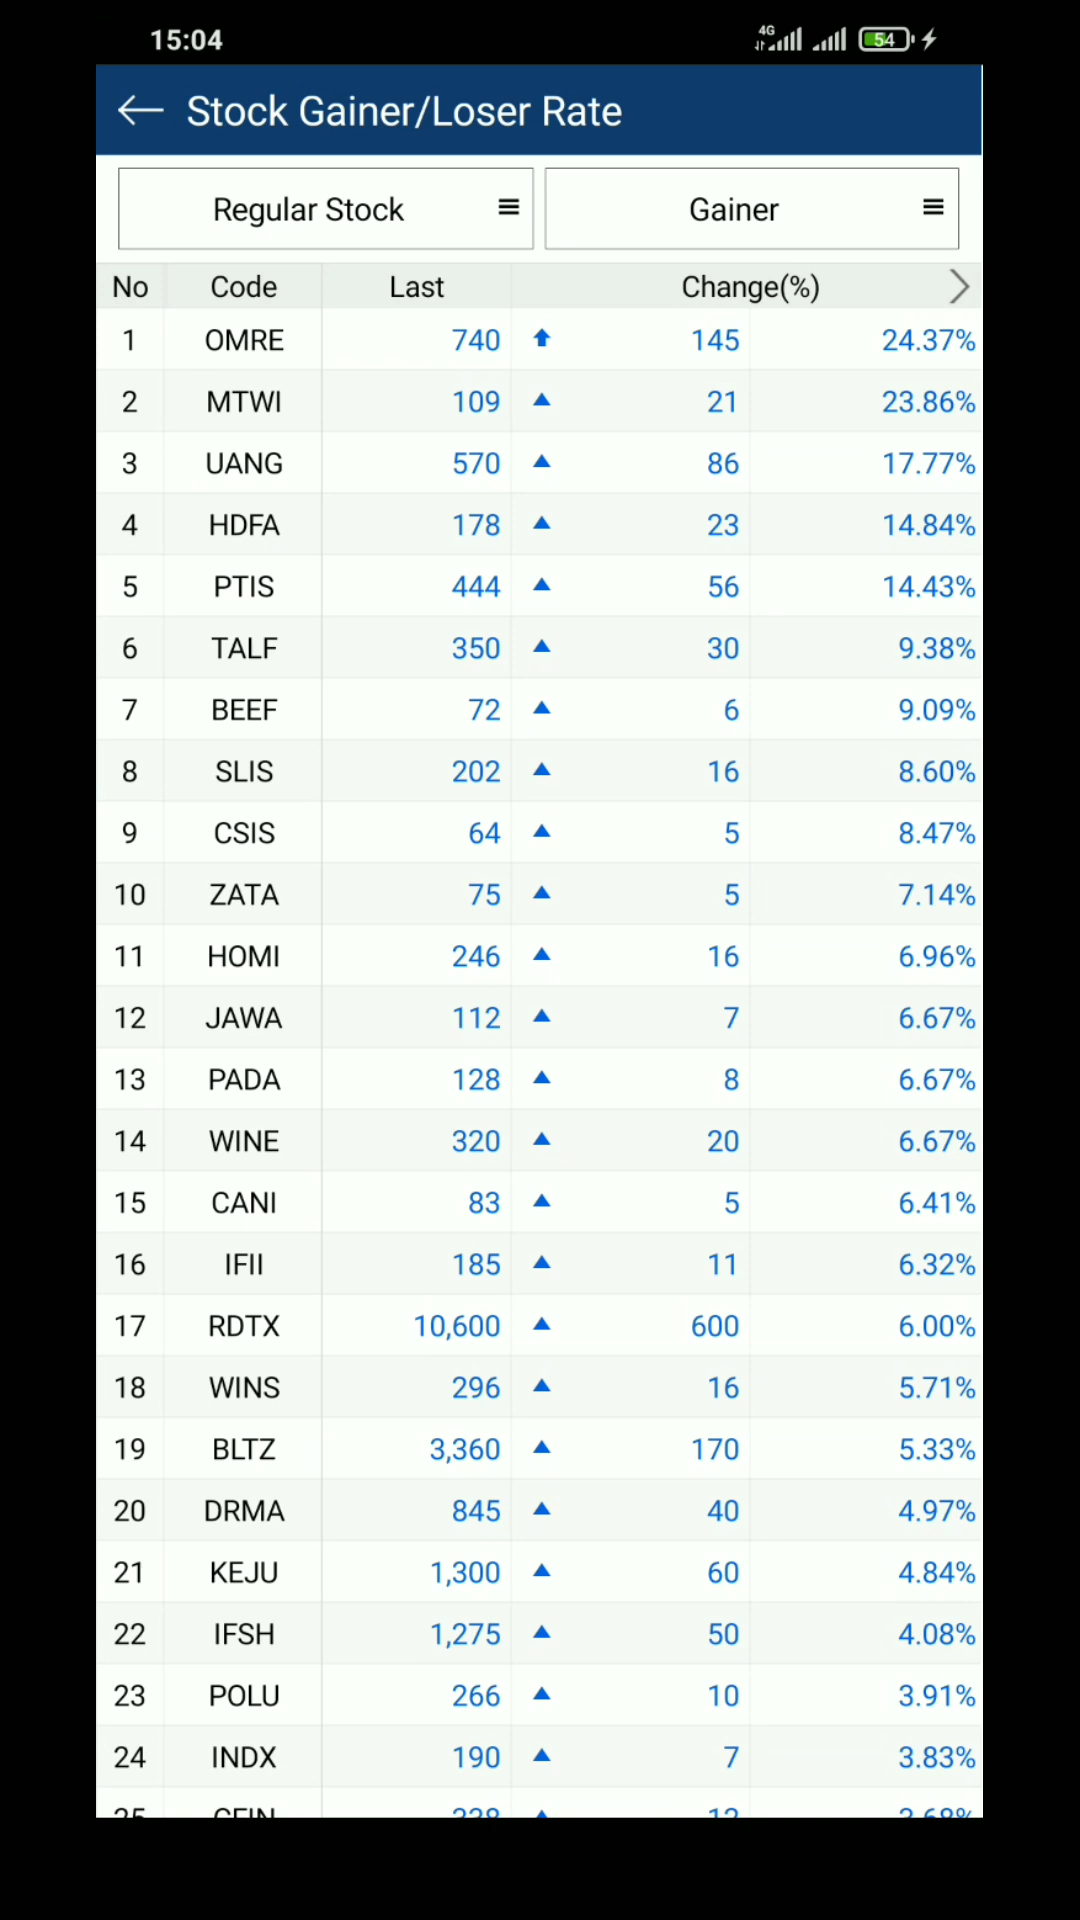 15:04 4G 54
Stock Gainer/Loser Rate
Regular Stock Gainer
No Code Last Change(%)
1 OMRE 740 145 24.37%
2 MTWI 109 21 23.86%
3 UANG 570 86 17.77%
4 HDFA 178 23 14.84%
5 PTIS 444 56 14.43%
6 TALF 350 30 9.38%
7 BEEF 72 6 9.09%
8 SLIS 202 16 8.60%
9 CSIS 64 5 8.47%
10 ZATA 75 5 7.14%
11 HOMI 246 16 6.96%
12 JAWA 112 7 6.67%
13 PADA 128 8 6.67%
14 WINE 320 20 6.67%
15 CANI 83 5 6.41%
16 IFII 185 11 6.32%
17 RDTX 10,600 600 6.00%
18 WINS 296 16 5.71%
19 BLTZ 3,360 170 5.33%
20 DRMA 845 40 4.97%
21 KEJU 1,300 60 4.84%
22 IFSH 1,275 50 4.08%
23 POLU 266 10 3.91%
24 INDX 190 7 3.83%